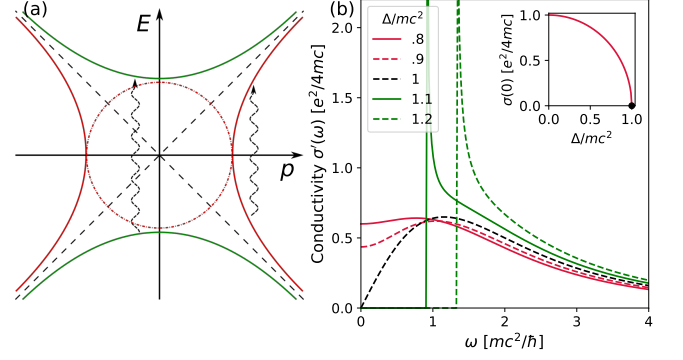 (a)
E
p
(b)
Conductivity σ′(ω) [e²/4mc]
2.0
1.5
1.0
0.5
0.0
0
1
2
3
4
ω [mc²/ħ]
Δ/mc²
.8
.9
1
1.1
1.2
σ(0) [e²/4mc]
1.0
0.5
0.0
0.0
0.5
1.0
Δ/mc²